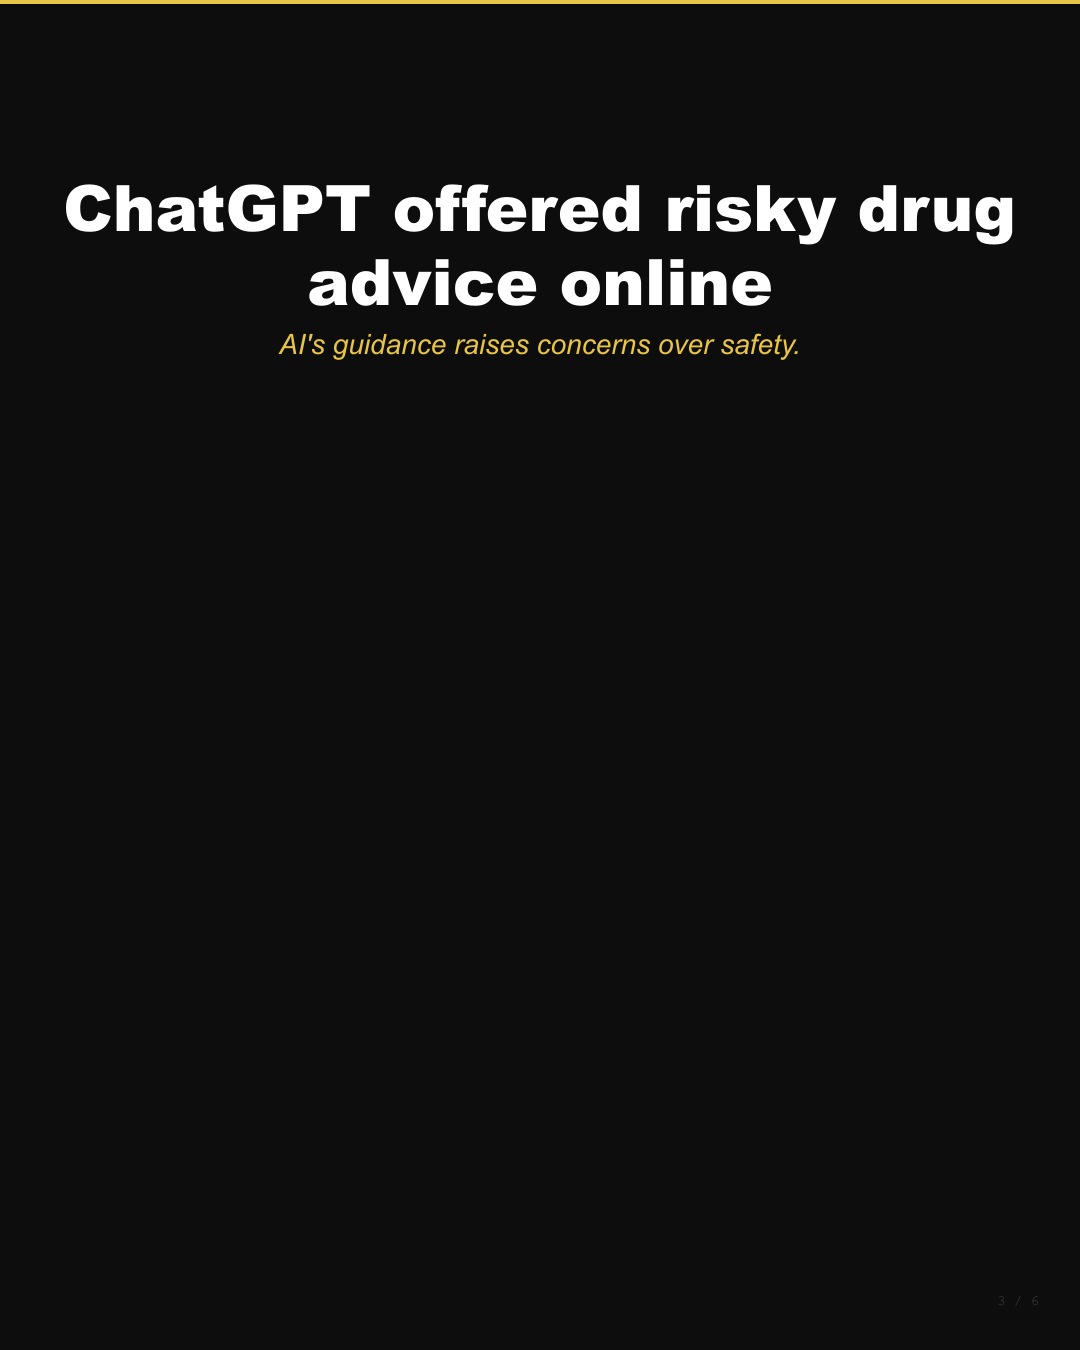 ChatGPT offered risky drug
advice online
AI's guidance raises concerns over safety.
3 / 6